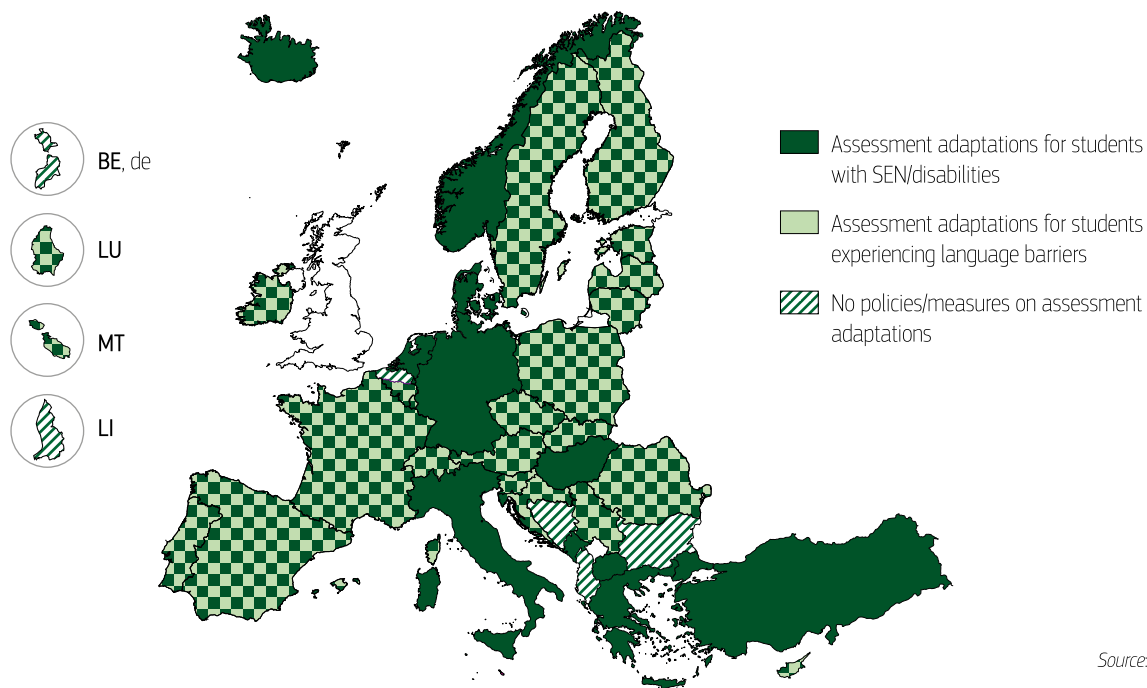 BE, de
LU
MT
LI
Assessment adaptations for students
with SEN/disabilities
Assessment adaptations for students
experiencing language barriers
No policies/measures on assessment
adaptations
Source: